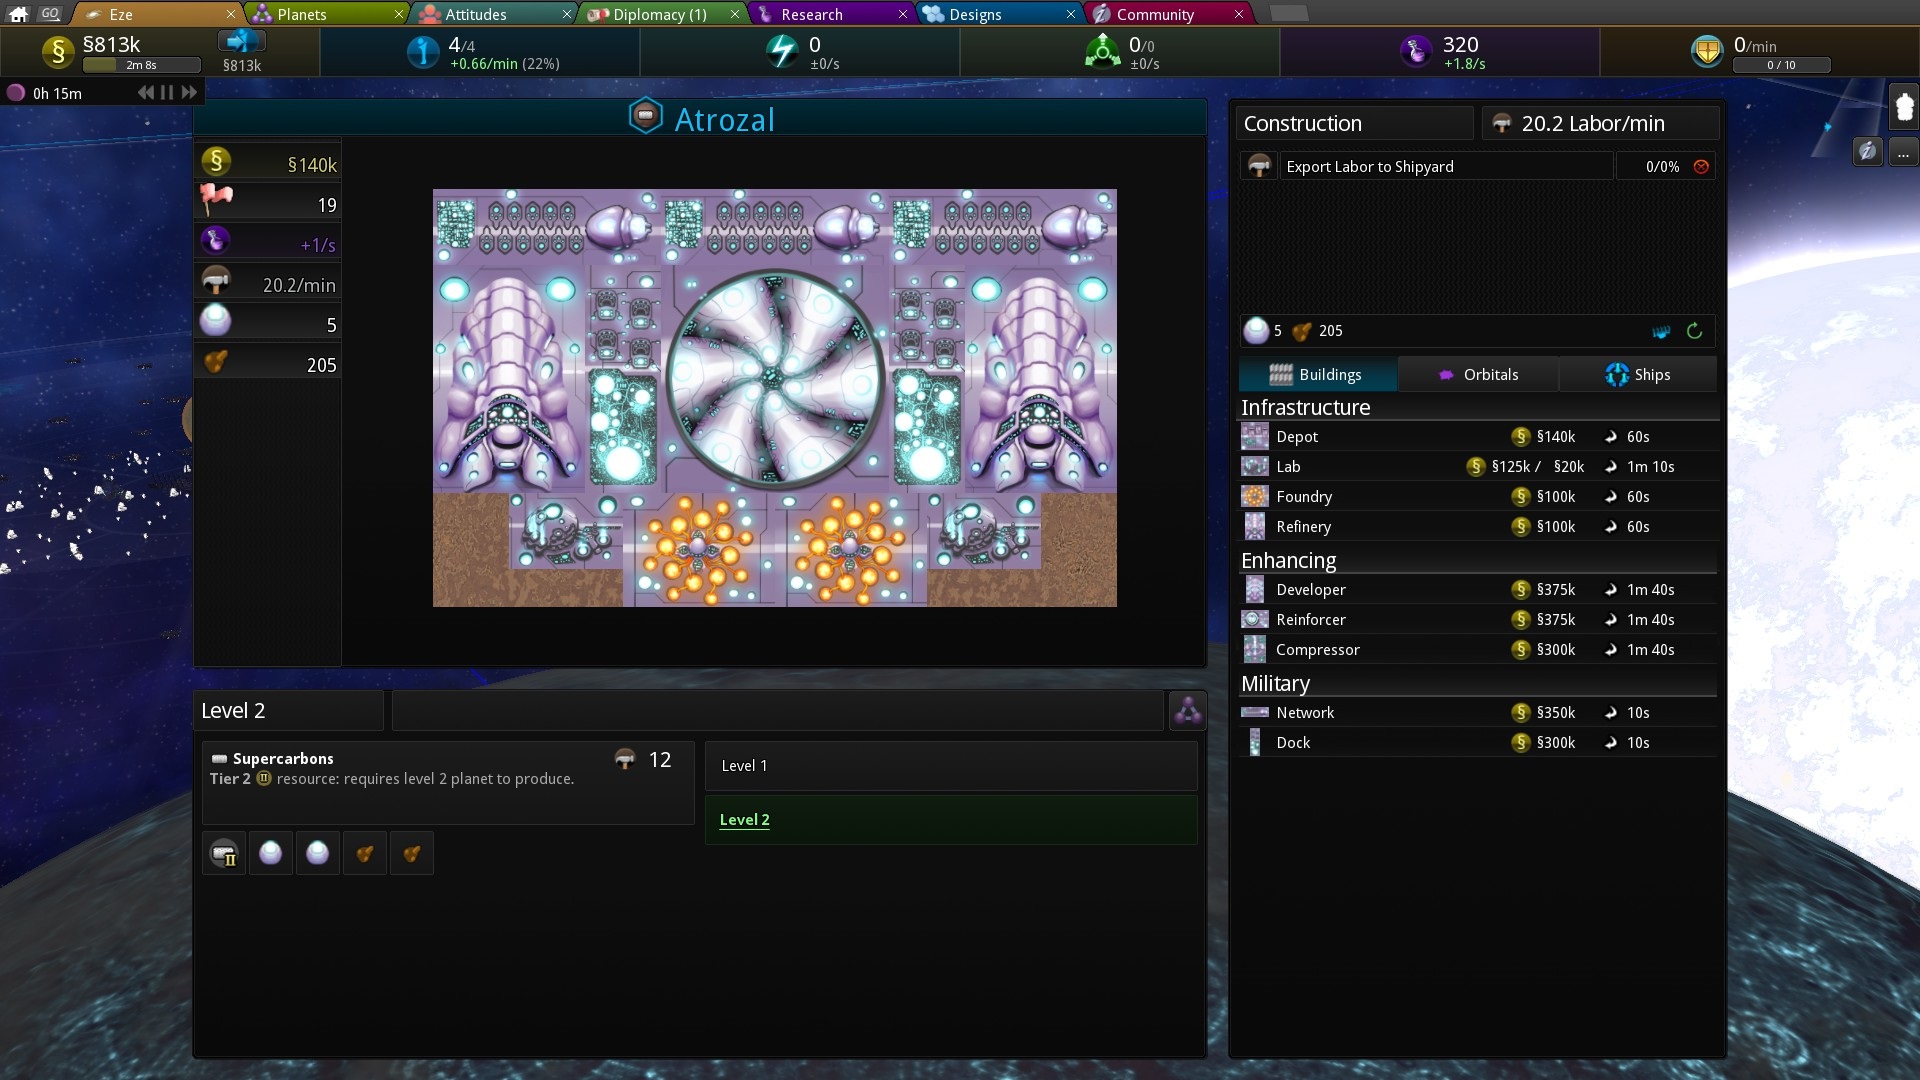 GO
Eze
Planets
Attitudes
Diplomacy (1)
Research
Designs
Community
§813k
2m 8s
§813k
4/4
+0.66/min (22%)
0
±0/s
0/0
±0/s
320
+1.8/s
0/min
0 / 10
0h 15m
Atrozal
§140k
19
+1/s
20.2/min
5
205
Level 2
Supercarbons
12
Tier 2 II resource: requires level 2 planet to produce.
II
Level 1
Level 2
Construction
20.2 Labor/min
Export Labor to Shipyard
0/0%
5
205
Buildings
Orbitals
Ships
Infrastructure
Depot §140k 60s
Lab §125k / §20k 1m 10s
Foundry §100k 60s
Refinery §100k 60s
Enhancing
Developer §375k 1m 40s
Reinforcer §375k 1m 40s
Compressor §300k 1m 40s
Military
Network §350k 10s
Dock §300k 10s
...